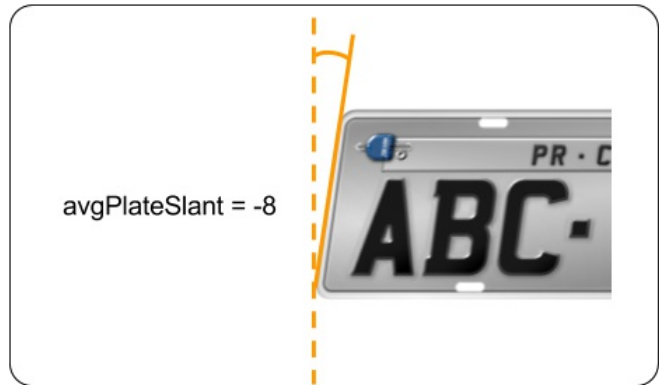 avgPlateSlant = -8
PR · C
ABC·